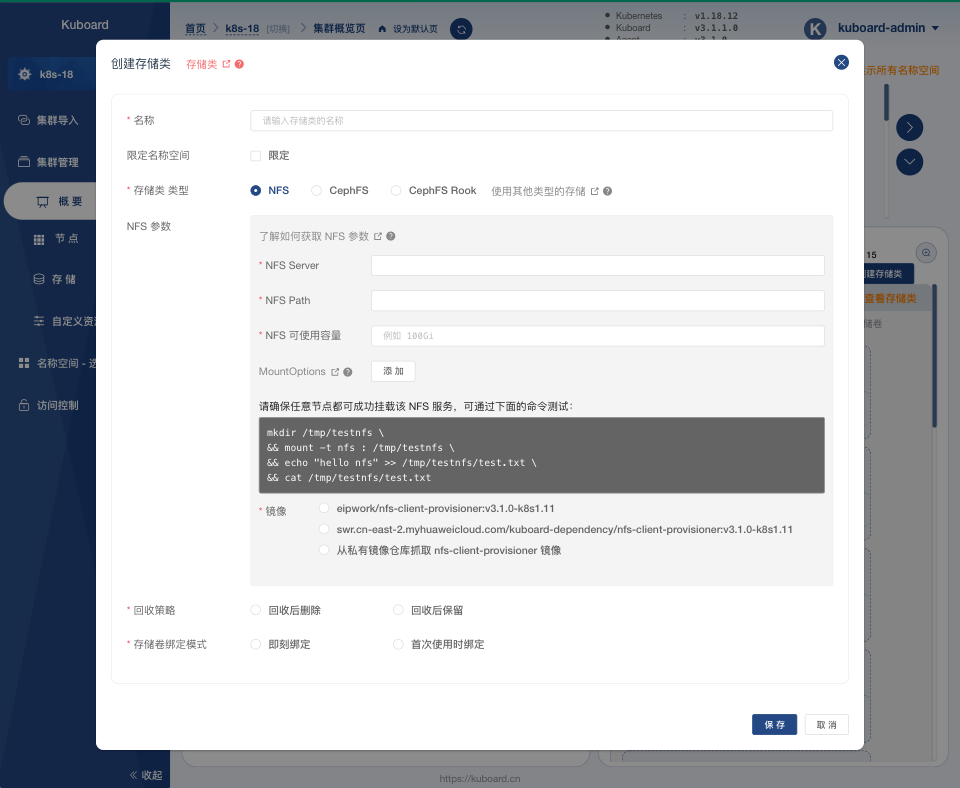 Kuboard
首页 > k8s-18 [切换] > 集群概览页 设为默认页
Kubernetes : v1.18.12
Kuboard : v3.1.1.0
K kuboard-admin
创建存储类 存储类
k8s-18
集群导入
集群管理
概 要
节 点
存 储
自定义资
名称空间 - 选
访问控制
« 收起
示所有名称空间
15
建存储类
查看存储类
储卷
* 名称 请输入存储类的名称
限定名称空间 限定
* 存储类 类型 NFS CephFS CephFS Rook 使用其他类型的存储
NFS 参数
了解如何获取 NFS 参数
* NFS Server
* NFS Path
* NFS 可使用容量 例如 100Gi
MountOptions 添 加
请确保任意节点都可成功挂载该 NFS 服务，可通过下面的命令测试：
mkdir /tmp/testnfs \
&& mount -t nfs : /tmp/testnfs \
&& echo "hello nfs" >> /tmp/testnfs/test.txt \
&& cat /tmp/testnfs/test.txt
* 镜像 eipwork/nfs-client-provisioner:v3.1.0-k8s1.11
swr.cn-east-2.myhuaweicloud.com/kuboard-dependency/nfs-client-provisioner:v3.1.0-k8s1.11
从私有镜像仓库抓取 nfs-client-provisioner 镜像
* 回收策略 回收后删除 回收后保留
* 存储卷绑定模式 即刻绑定 首次使用时绑定
保 存 取 消
https://kuboard.cn